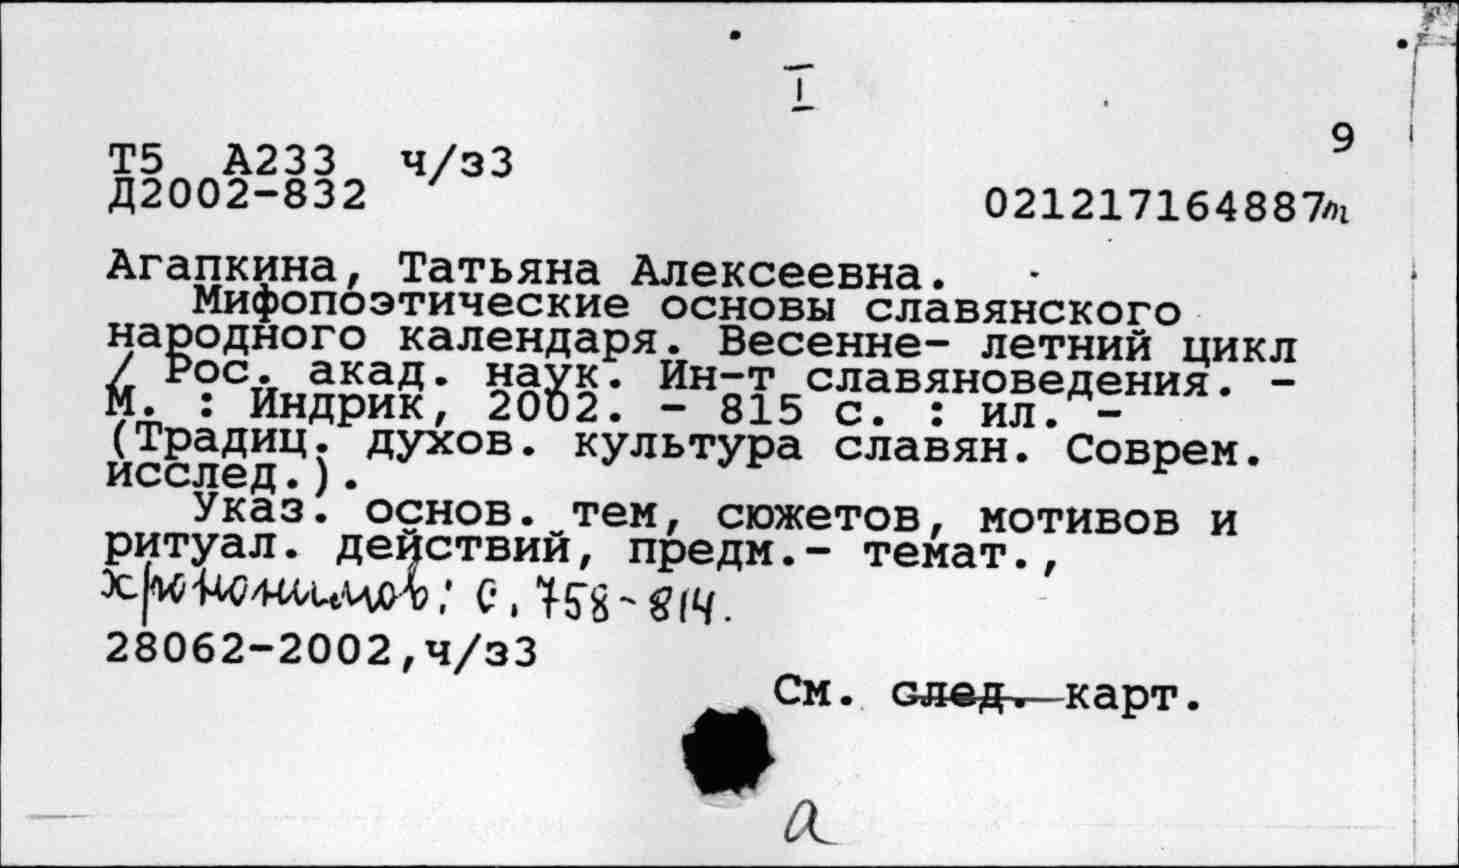 I
9
Т5 А233 ч/з3
Д2002-832
021217164887т
Агапкина, Татьяна Алексеевна.
Мифопоэтические основы славянского
народного календаря. Весенне- летний цикл
/ Рос. акад. наук. Ин-т славяноведения. -
М. : Индрик, 2002. - 815 с. : ил. -
(Традиц. духов. культура славян. Соврем.
исслед.).
Указ. основ. тем, сюжетов, мотивов и
ритуал. действий, предм.- темат.,
хрононимов: с. 758-814.
28062-2002,ч/з3
См. след. карт.
а